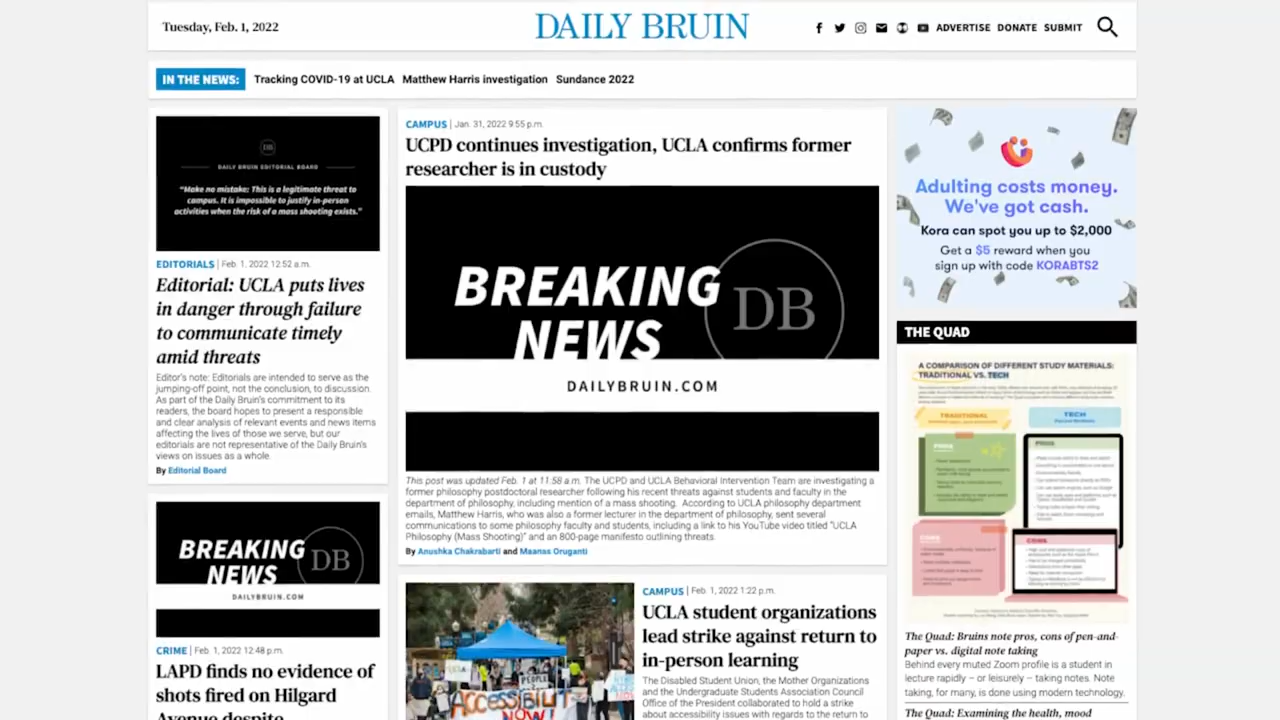 Tuesday, Feb. 1, 2022
DAILY BRUIN
ADVERTISE DONATE SUBMIT
IN THE NEWS:
Tracking COVID-19 at UCLA Matthew Harris investigation Sundance 2022
DB
DAILY BRUIN EDITORIAL BOARD
"Make no mistake: This is a legitimate threat to
campus. It is impossible to justify in-person
activities when the risk of a mass shooting exists."
EDITORIALS | Feb. 1, 2022 12:52 a.m.
Editorial: UCLA puts lives
in danger through failure
to communicate timely
amid threats
Editor's note: Editorials are intended to serve as the
jumping-off point, not the conclusion, to discussion.
As part of the Daily Bruin's commitment to its
readers, the board hopes to present a responsible
and clear analysis of relevant events and news items
affecting the lives of those we serve, but our
editorials are not representative of the Daily Bruin's
views on issues as a whole.
By Editorial Board
BREAKING
NEWS
DB
DAILYBRUIN.COM
CRIME | Feb. 1, 2022 12:48 p.m.
LAPD finds no evidence of
shots fired on Hilgard
Avenue despite
CAMPUS | Jan. 31, 2022 9:55 p.m.
UCPD continues investigation, UCLA confirms former
researcher is in custody
BREAKING
NEWS
DB
DAILYBRUIN.COM
This post was updated Feb. 1 at 11:58 a.m. The UCPD and UCLA Behavioral Intervention Team are investigating a
former philosophy postdoctoral researcher following his recent threats against students and faculty in the
department of philosophy, including mention of a mass shooting. According to UCLA philosophy department
emails, Matthew Harris, who was also a former lecturer in the department of philosophy, sent several
communications to some philosophy faculty and students, including a link to his YouTube video titled "UCLA
Philosophy (Mass Shooting)" and an 800-page manifesto outlining threats.
By Anushka Chakrabarti and Maanas Oruganti
UCLA
PEOPLE
ACCESSIBILITY
NOW!
CAMPUS | Feb. 1, 2022 1:22 p.m.
UCLA student organizations
lead strike against return to
in-person learning
The Disabled Student Union, the Mother Organizations
and the Undergraduate Students Association Council
Office of the President collaborated to hold a strike
about accessibility issues with regards to the return to
Adulting costs money.
We've got cash.
Kora can spot you up to $2,000
Get a $5 reward when you
sign up with code KORABTS2
THE QUAD
A COMPARISON OF DIFFERENT STUDY MATERIALS:
TRADITIONAL VS. TECH
TRADITIONAL
TECH
PROS
PROS
CONS
CONS
The Quad: Bruins note pros, cons of pen-and-
paper vs. digital note taking
Behind every muted Zoom profile is a student in
lecture rapidly – or leisurely – taking notes. Note
taking, for many, is done using modern technology.
The Quad: Examining the health, mood